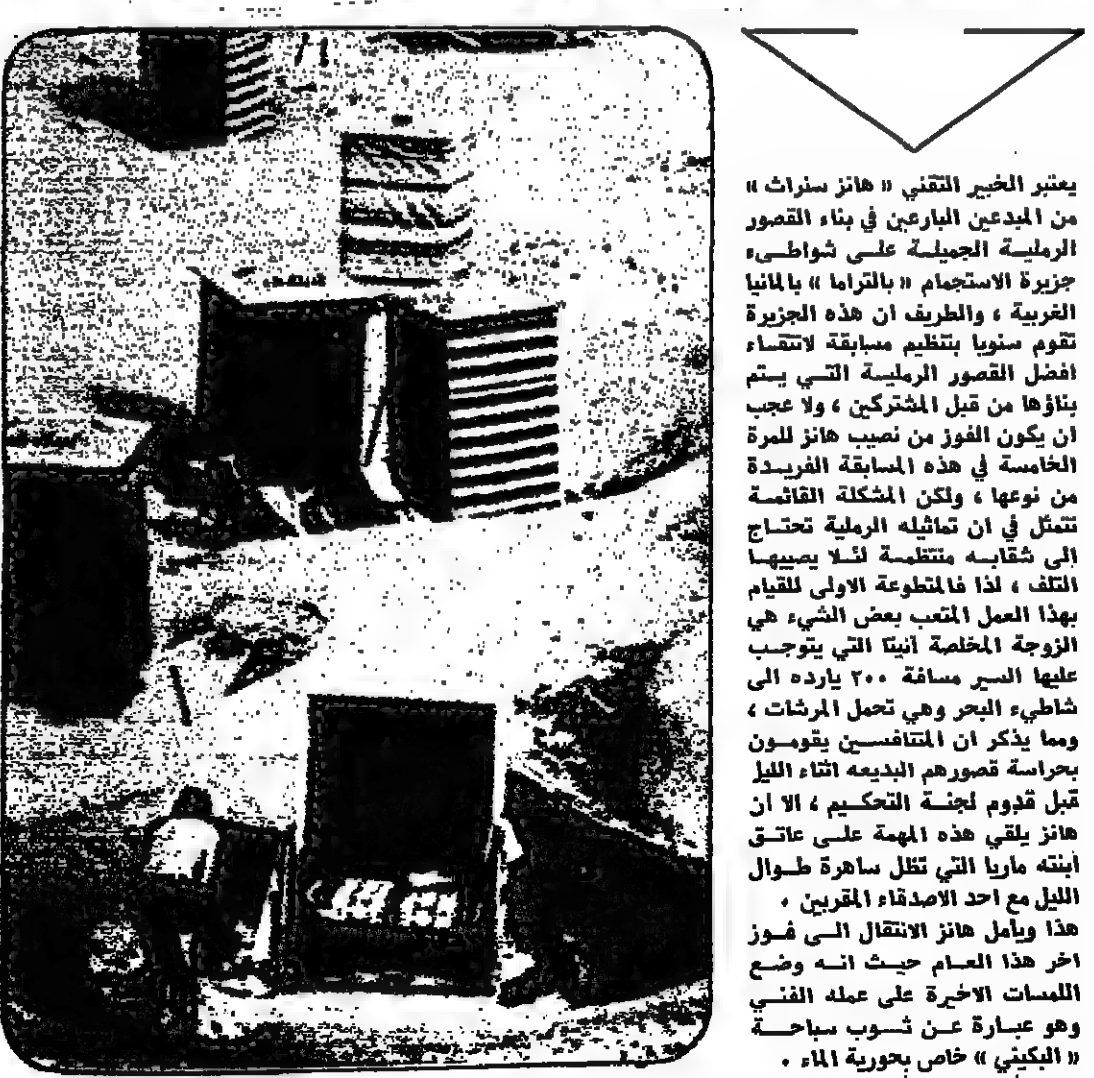 يعتبر الخبير التقني « هانز سنراث »
من المبدعين البارعين في بناء القصور
الرملية الجميلة على شواطىء
جزيرة الاستجمام « بالتراما » بالمانيا
الغربية ، والطريف ان هذه الجزيرة
تقوم سنويا بتنظيم مسابقة لانتقاء
افضل القصور الرملية التي يتم
بناؤها من قبل المشتركين ، ولا عجب
ان يكون الفوز من نصيب هانز للمرة
الخامسة في هذه المسابقة الفريدة
من نوعها ، ولكن المشكلة القائمة
تتمثل في ان تماثيله الرملية تحتاج
الى شقابه منتظمة لئلا يصيبها
التلف ، لذا فالمتطوعة الاولى للقيام
بهذا العمل المتعب بعض الشيء هي
الزوجة المخلصة أنيتا التي يتوجب
عليها السير مسافة ٢٠٠ يارده الى
شاطيء البحر وهي تحمل المرشات ،
ومما يذكر ان المتنافسين يقومون
بحراسة قصورهم البديعه اثناء الليل
قبل قدوم لجنة التحكيم ، الا أن
هانز يلقي هذه المهمة على عاتق
أبنته ماريا التي تظل ساهرة طوال
الليل مع احد الاصدقاء المقربين .
هذا ويأمل هانز الانتقال الى فوز
اخر هذا العام حيث انه وضع
اللمسات الاخيرة على عمله الفني
وهو عبارة عن ثوب سباحة
« البكيني » خاص بحورية الماء .